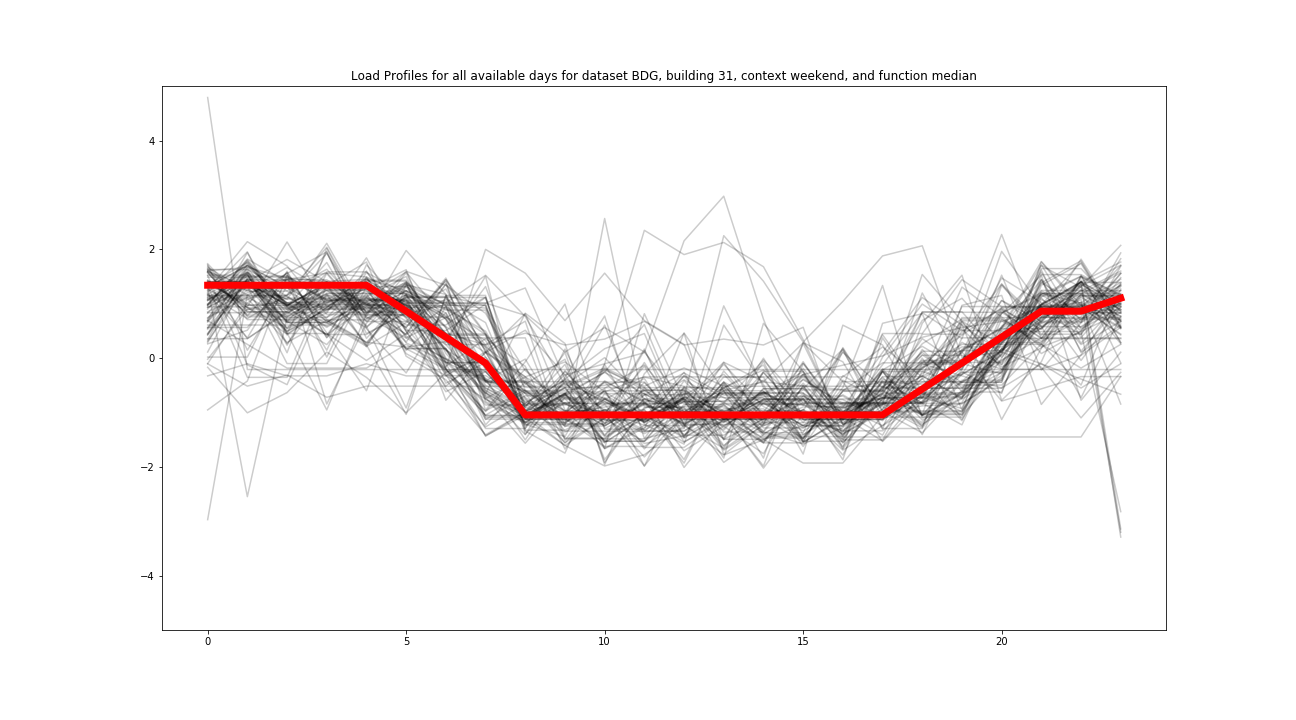 Load Profiles for all available days for dataset BDG, building 31, context weekend, and function median
4
2
0
−2
−4
0 5 10 15 20